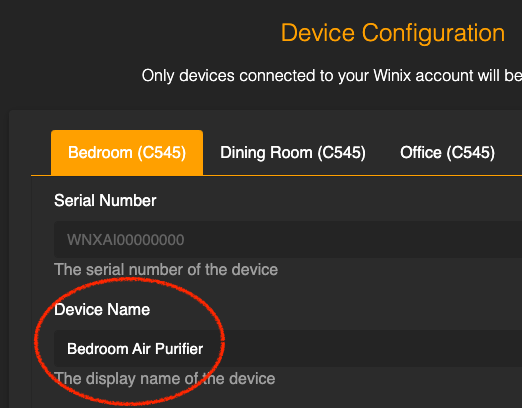 Device Configuration
Only devices connected to your Winix account will be
Bedroom (C545) Dining Room (C545) Office (C545)
Serial Number
WNXAI00000000
The serial number of the device
Device Name
Bedroom Air Purifier
The display name of the device